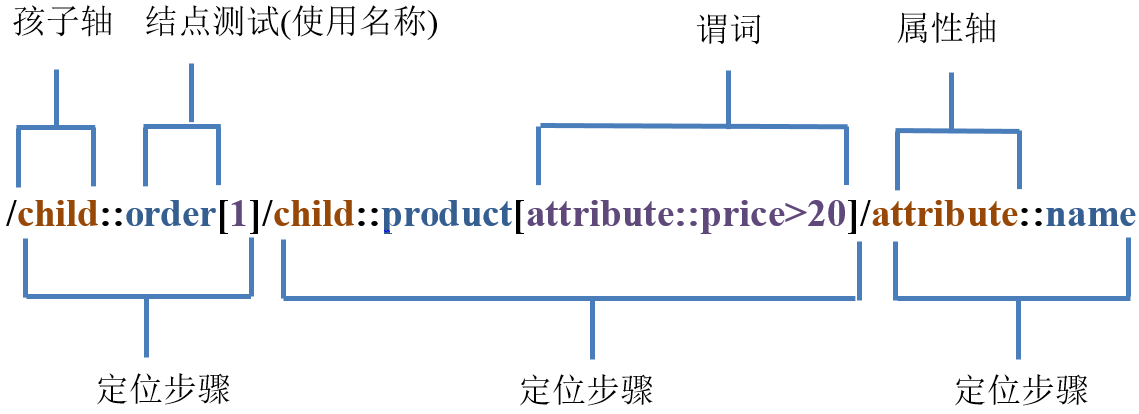 孩子轴 结点测试(使用名称) 谓词 属性轴
/child::order[1]/child::product[attribute::price>20]/attribute::name
定位步骤 定位步骤 定位步骤